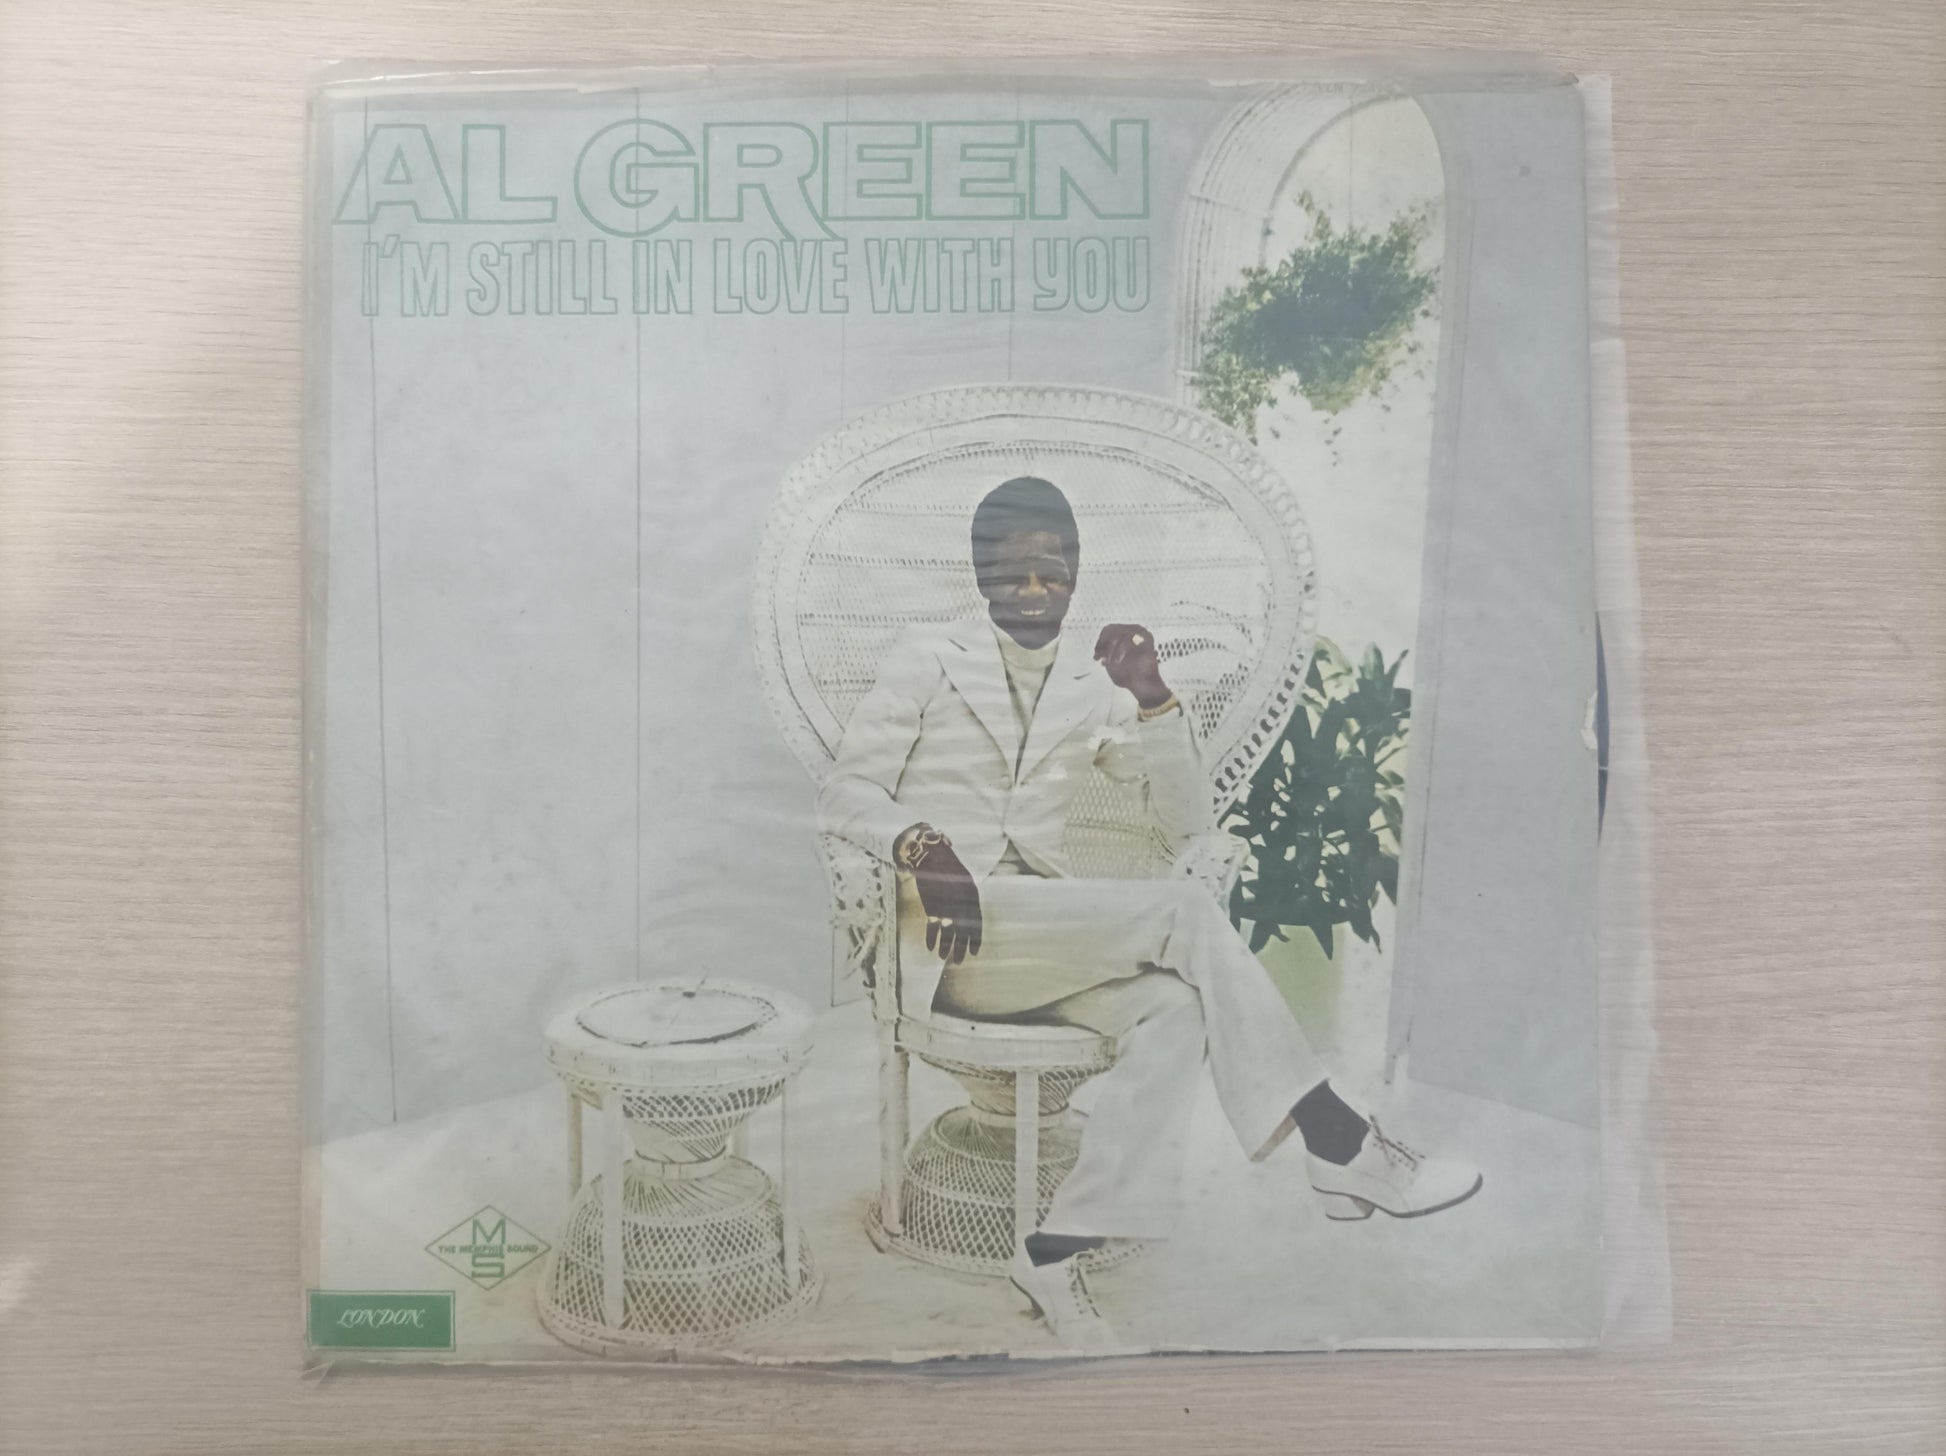 AL GREEN
I'M STILL IN LOVE WITH YOU
M
THE MEMPHIS SOUND
S
LONDON